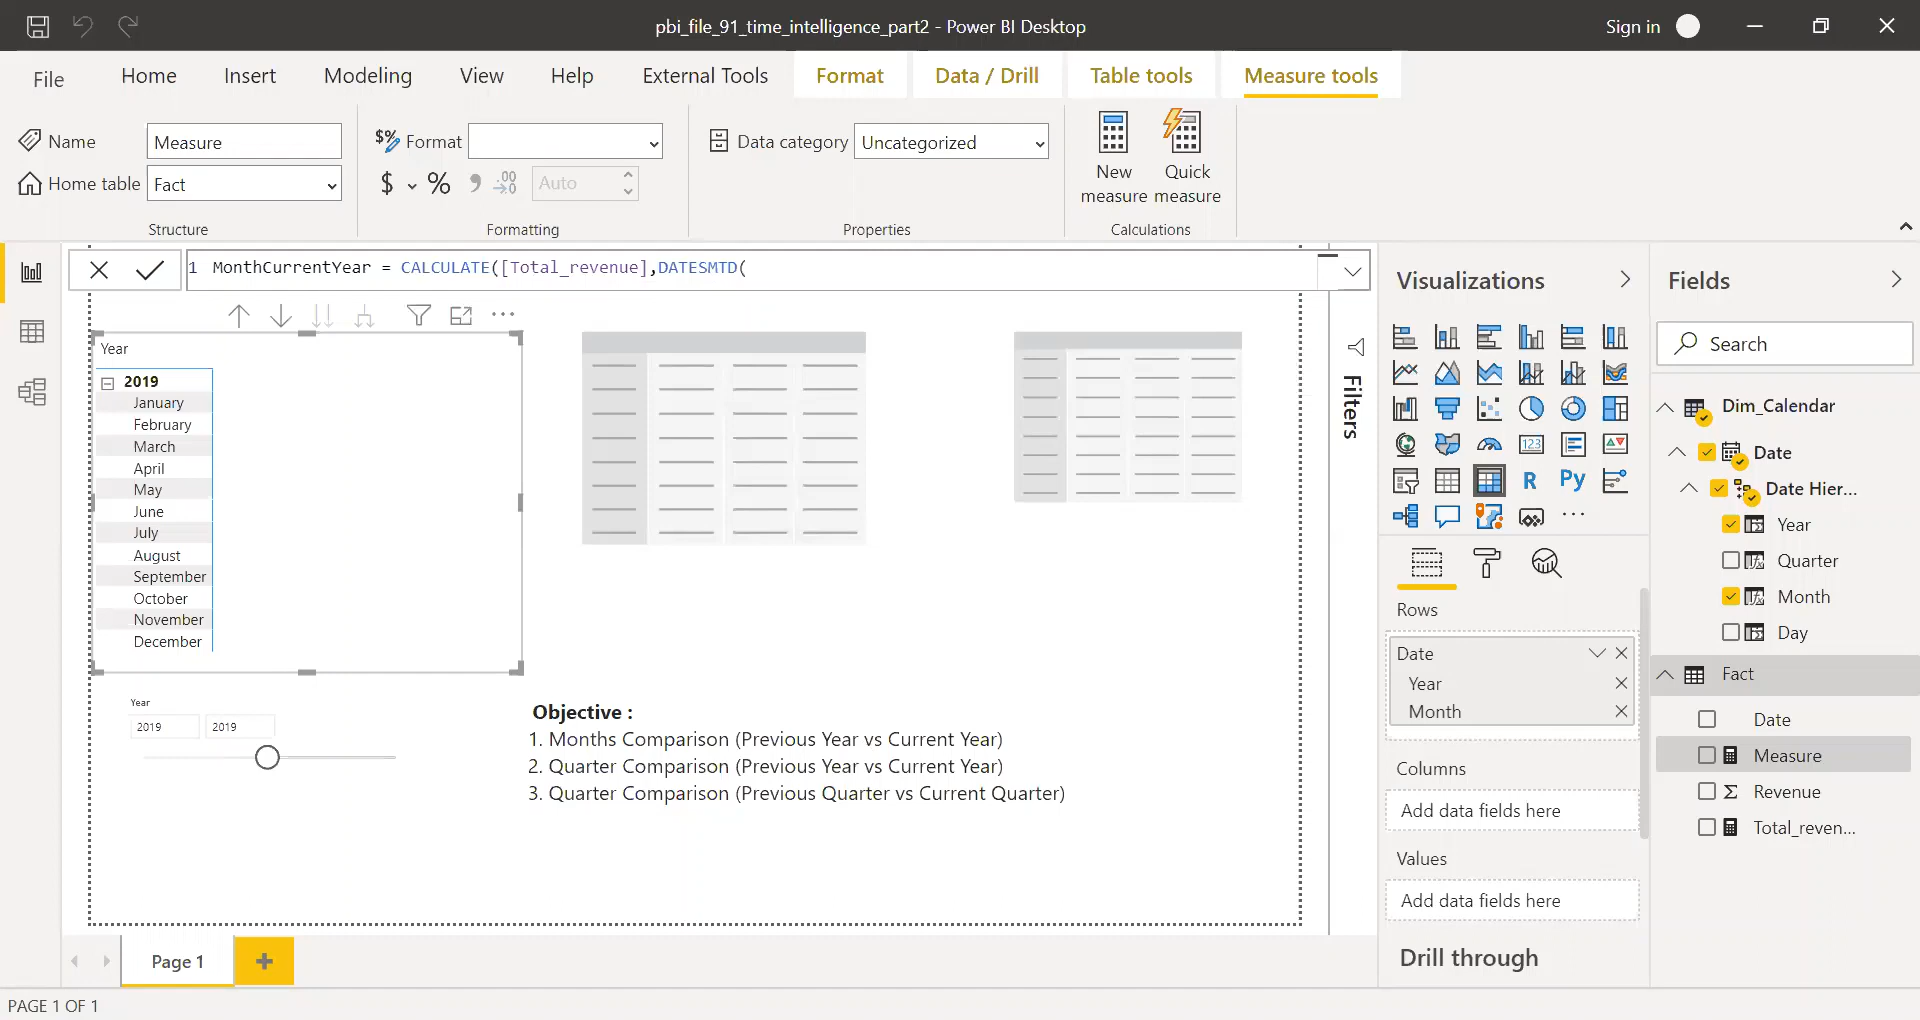 pbi_file_91_time_intelligence_part2 - Power BI Desktop
Sign in
File
Home
Insert
Modeling
View
Help
External Tools
Format
Data / Drill
Table tools
Measure tools
Name
Measure
Home table
Fact
Structure
$% Format
$ % 9 .00
Auto
Formatting
Data category
Uncategorized
Properties
New measure
Quick measure
Calculations
1 MonthCurrentYear = CALCULATE([Total_revenue],DATESMTD(
Year
2019
January
February
March
April
May
June
July
August
September
October
November
December
Year
2019 2019
Objective :
1. Months Comparison (Previous Year vs Current Year)
2. Quarter Comparison (Previous Year vs Current Year)
3. Quarter Comparison (Previous Quarter vs Current Quarter)
Filters
Visualizations
123
R
Py
Rows
Date
Year
Month
Columns
Add data fields here
Values
Add data fields here
Drill through
Fields
Search
Dim_Calendar
Date
Date Hier...
Year
Quarter
Month
Day
Fact
Date
Measure
Σ Revenue
Total_reven...
Page 1
PAGE 1 OF 1